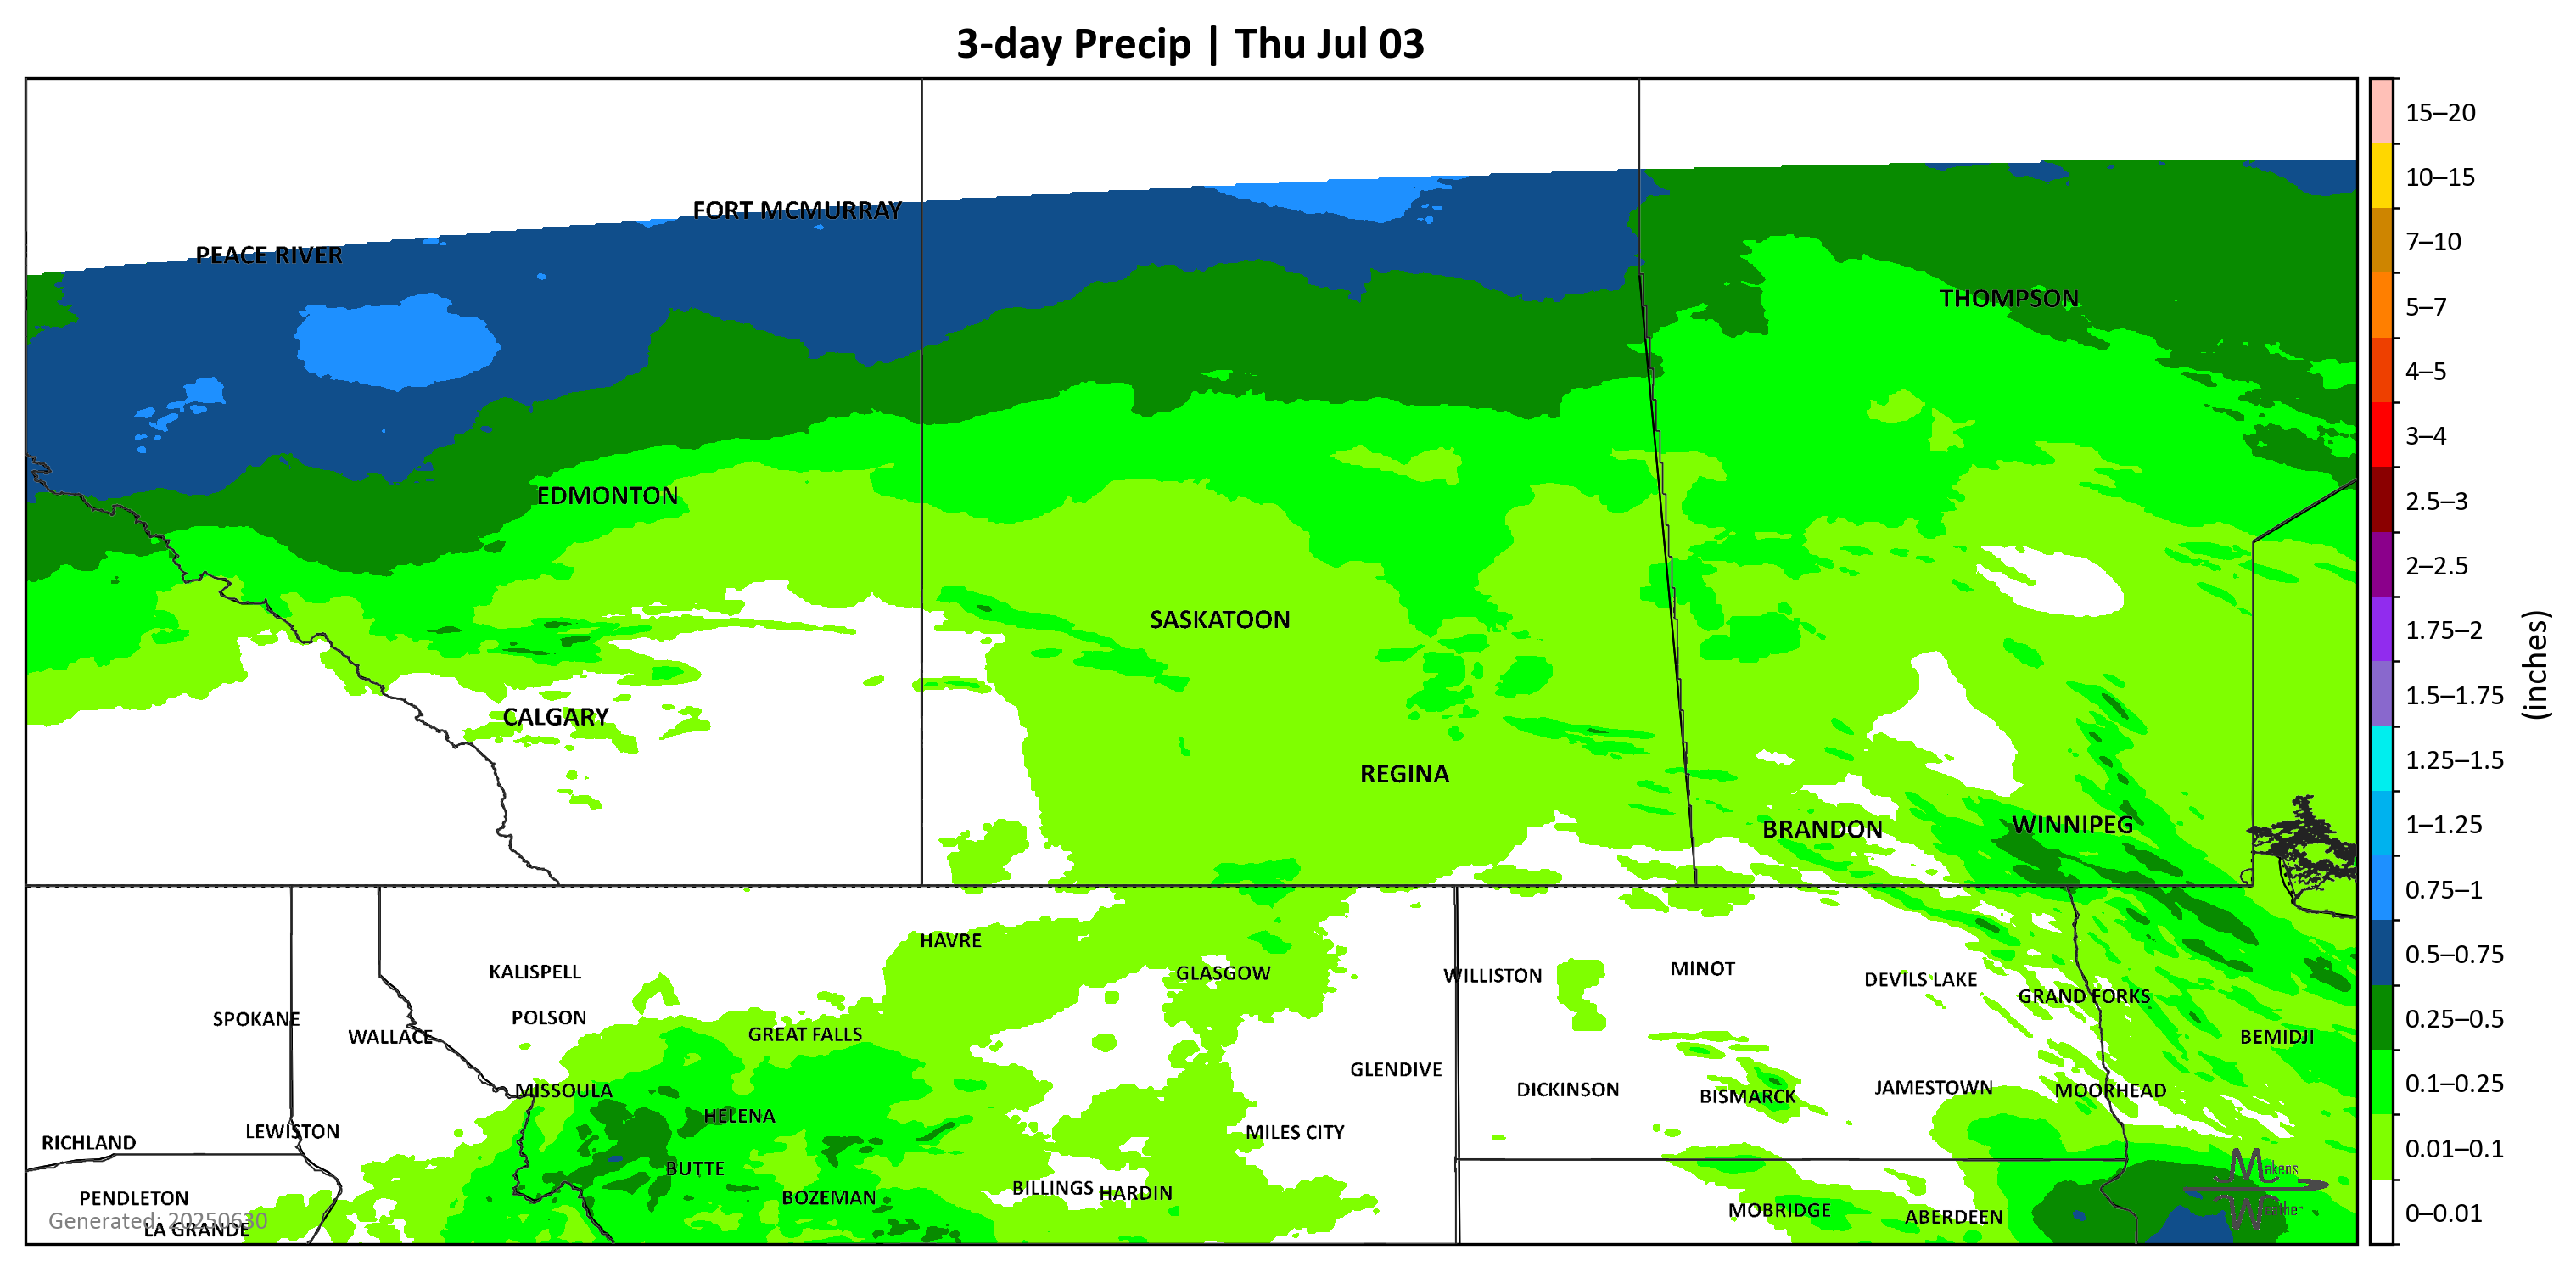 3-day Precip | Thu Jul 03
15–20
10–15
7–10
5–7
4–5
3–4
2.5–3
2–2.5
1.75–2
1.5–1.75
1.25–1.5
1–1.25
0.75–1
0.5–0.75
0.25–0.5
0.1–0.25
0.01–0.1
0–0.01
(inches)
FORT MCMURRAY
PEACE RIVER
THOMPSON
EDMONTON
SASKATOON
CALGARY
REGINA
BRANDON
WINNIPEG
HAVRE
KALISPELL
GLASGOW
WILLISTON
MINOT
DEVILS LAKE
GRAND FORKS
SPOKANE
WALLACE
POLSON
GREAT FALLS
BEMIDJI
GLENDIVE
MISSOULA
DICKINSON
BISMARCK
JAMESTOWN
MOORHEAD
HELENA
RICHLAND
LEWISTON
MILES CITY
BUTTE
PENDLETON
BOZEMAN
BILLINGS
HARDIN
Makens
Weather
MOBRIDGE
ABERDEEN
Generated: 20250630
LA GRANDE